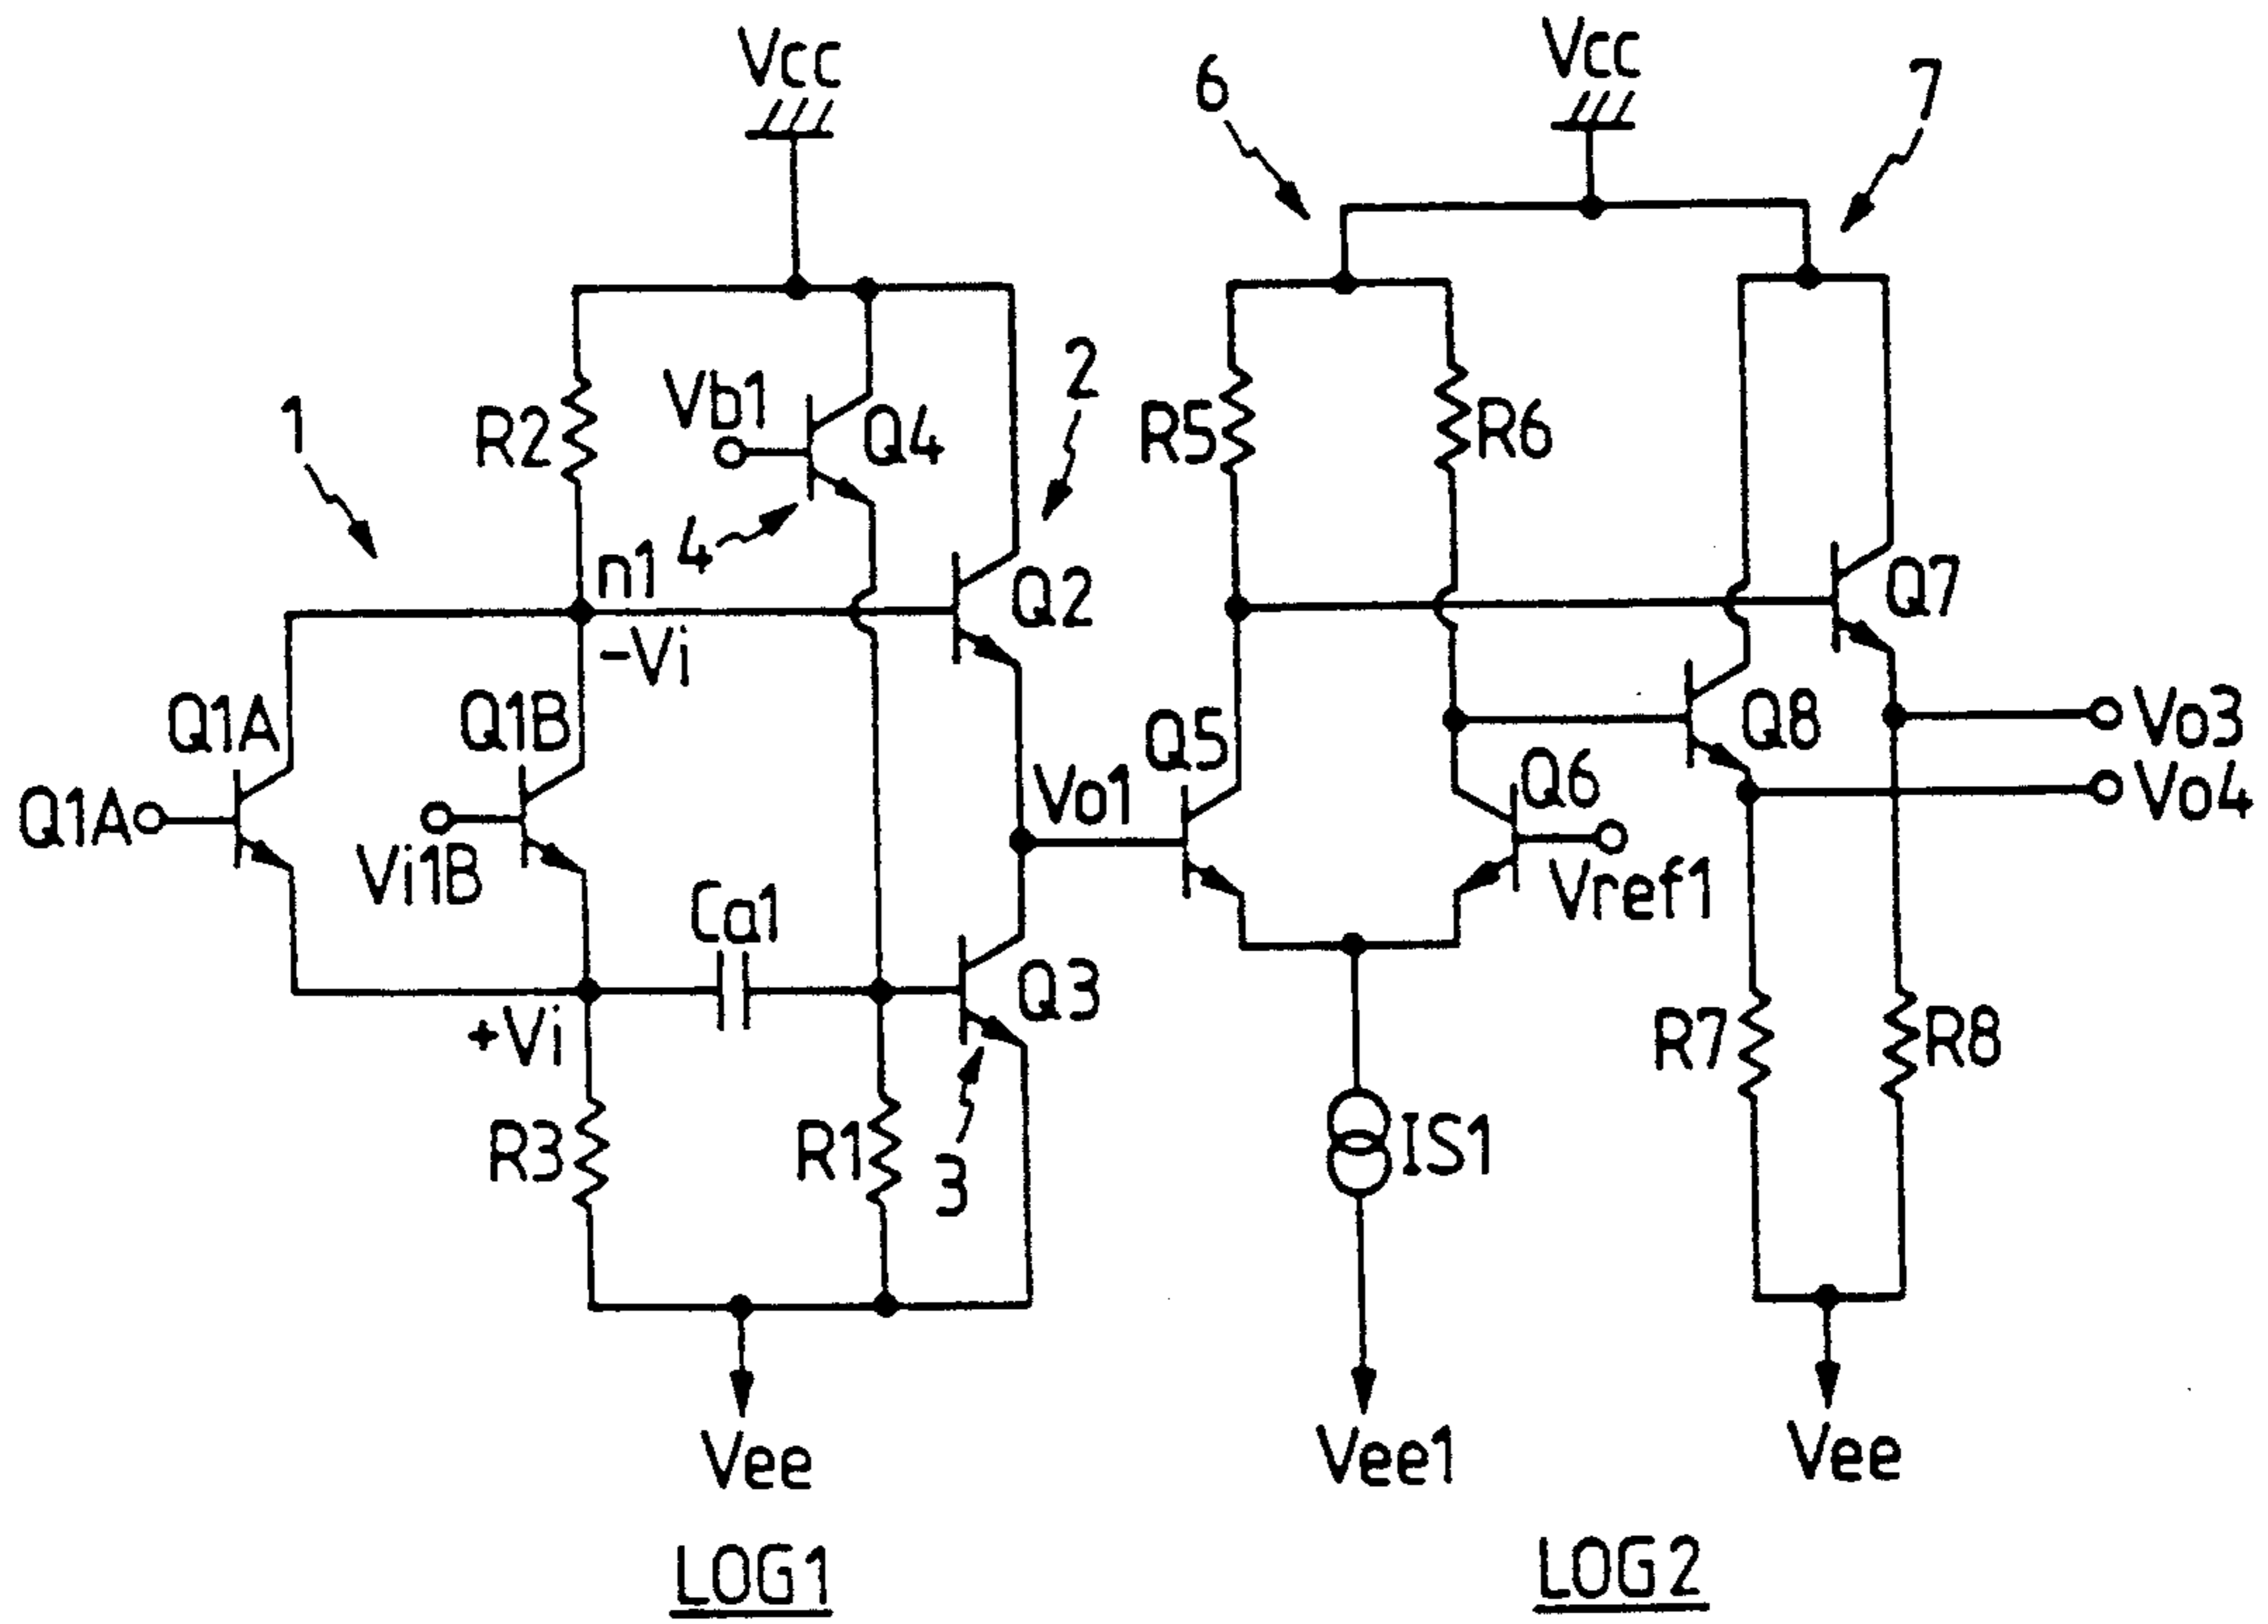 Vcc
Vcc
6
7
1
R2
Vb1
Q4
2
R5
R6
n1
4
-Vi
Q2
Q7
Q1A
Q1B
Q5
Q8
Vo3
Q1A
Vi1B
Vo1
Q6
Vo4
Ca1
Vref1
+Vi
Q3
R7
R8
R3
R1
3
IS1
Vee
Vee1
Vee
LOG1
LOG2